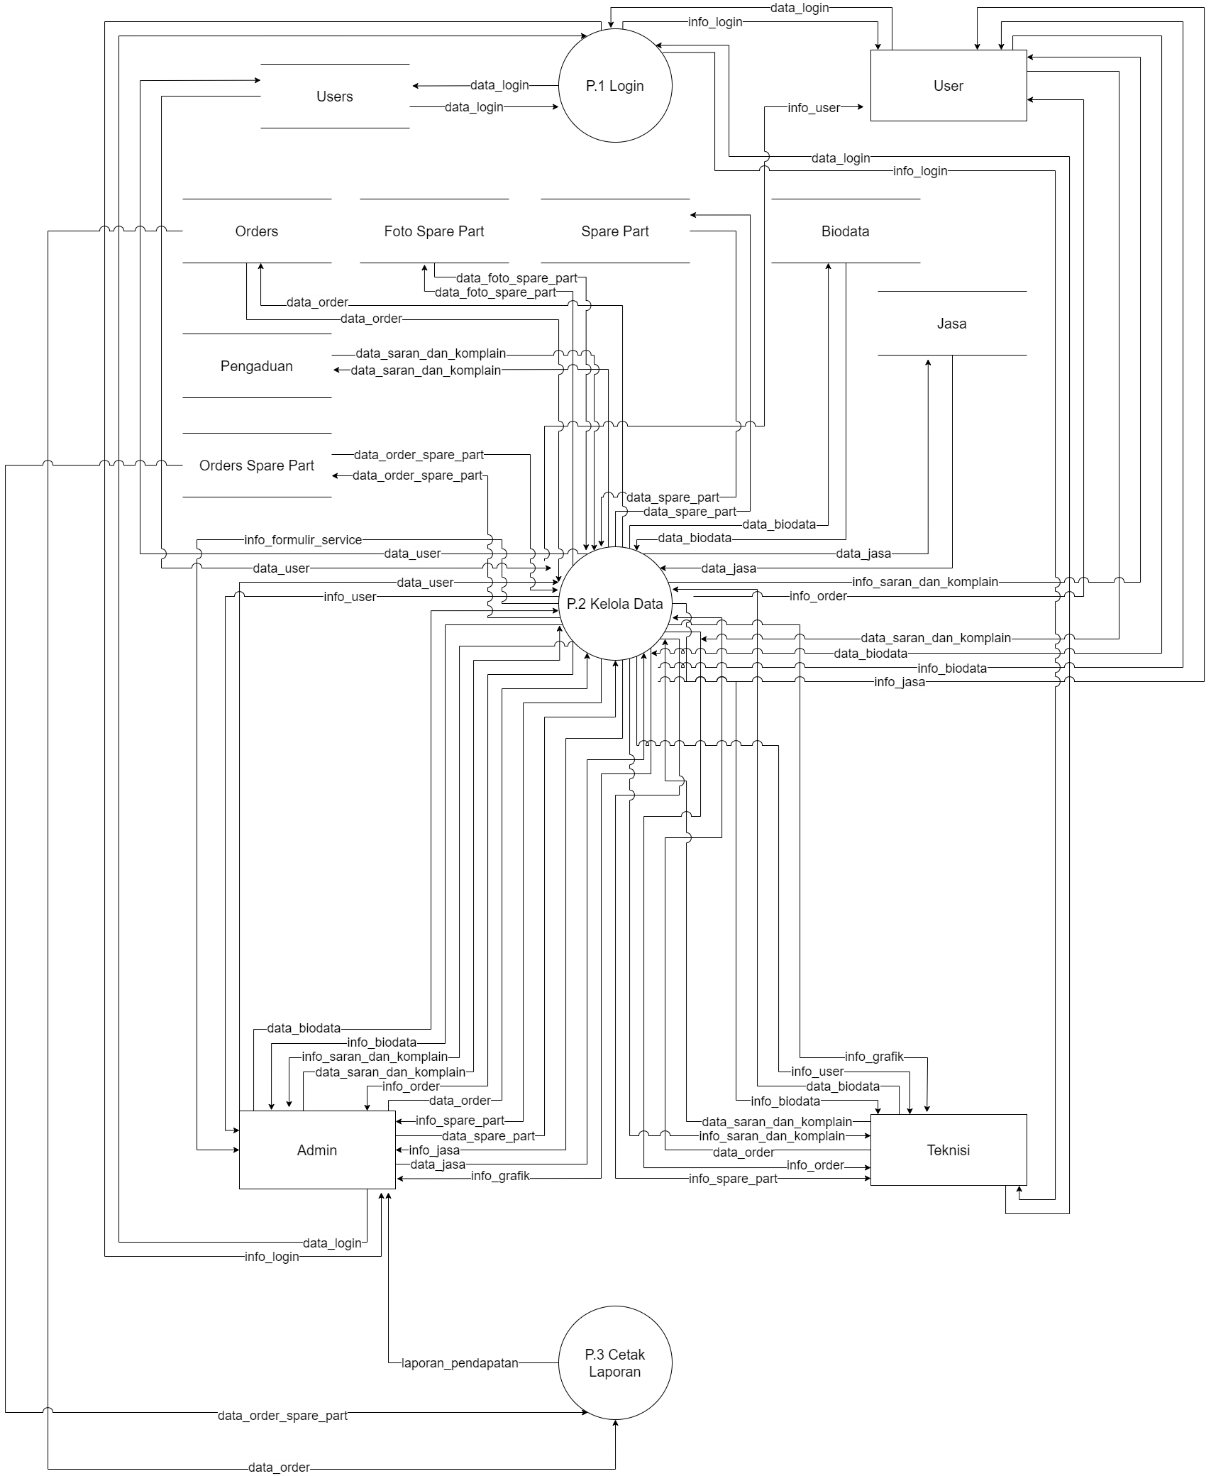 data_login
info_login
P.1 Login
User
data_login
Users
data_login
info_user
data_login
info_login
Orders
Foto Spare Part
Spare Part
Biodata
data_foto_spare_part
data_foto_spare_part
data_order
data_order
Jasa
data_saran_dan_komplain
Pengaduan
data_saran_dan_komplain
data_order_spare_part
Orders Spare Part
data_order_spare_part
data_spare_part
data_spare_part
data_biodata
info_formulir_service
data_biodata
data_user
data_jasa
data_user
data_jasa
data_user
info_saran_dan_komplain
info_user
info_order
P.2 Kelola Data
data_saran_dan_komplain
data_biodata
info_biodata
info_jasa
data_biodata
info_biodata
info_saran_dan_komplain
info_grafik
data_saran_dan_komplain
info_user
info_order
data_biodata
data_order
info_biodata
info_spare_part
data_saran_dan_komplain
data_spare_part
info_saran_dan_komplain
Admin
info_jasa
data_order
Teknisi
data_jasa
info_order
info_grafik
info_spare_part
data_login
info_login
P.3 Cetak
Laporan
laporan_pendapatan
data_order_spare_part
data_order